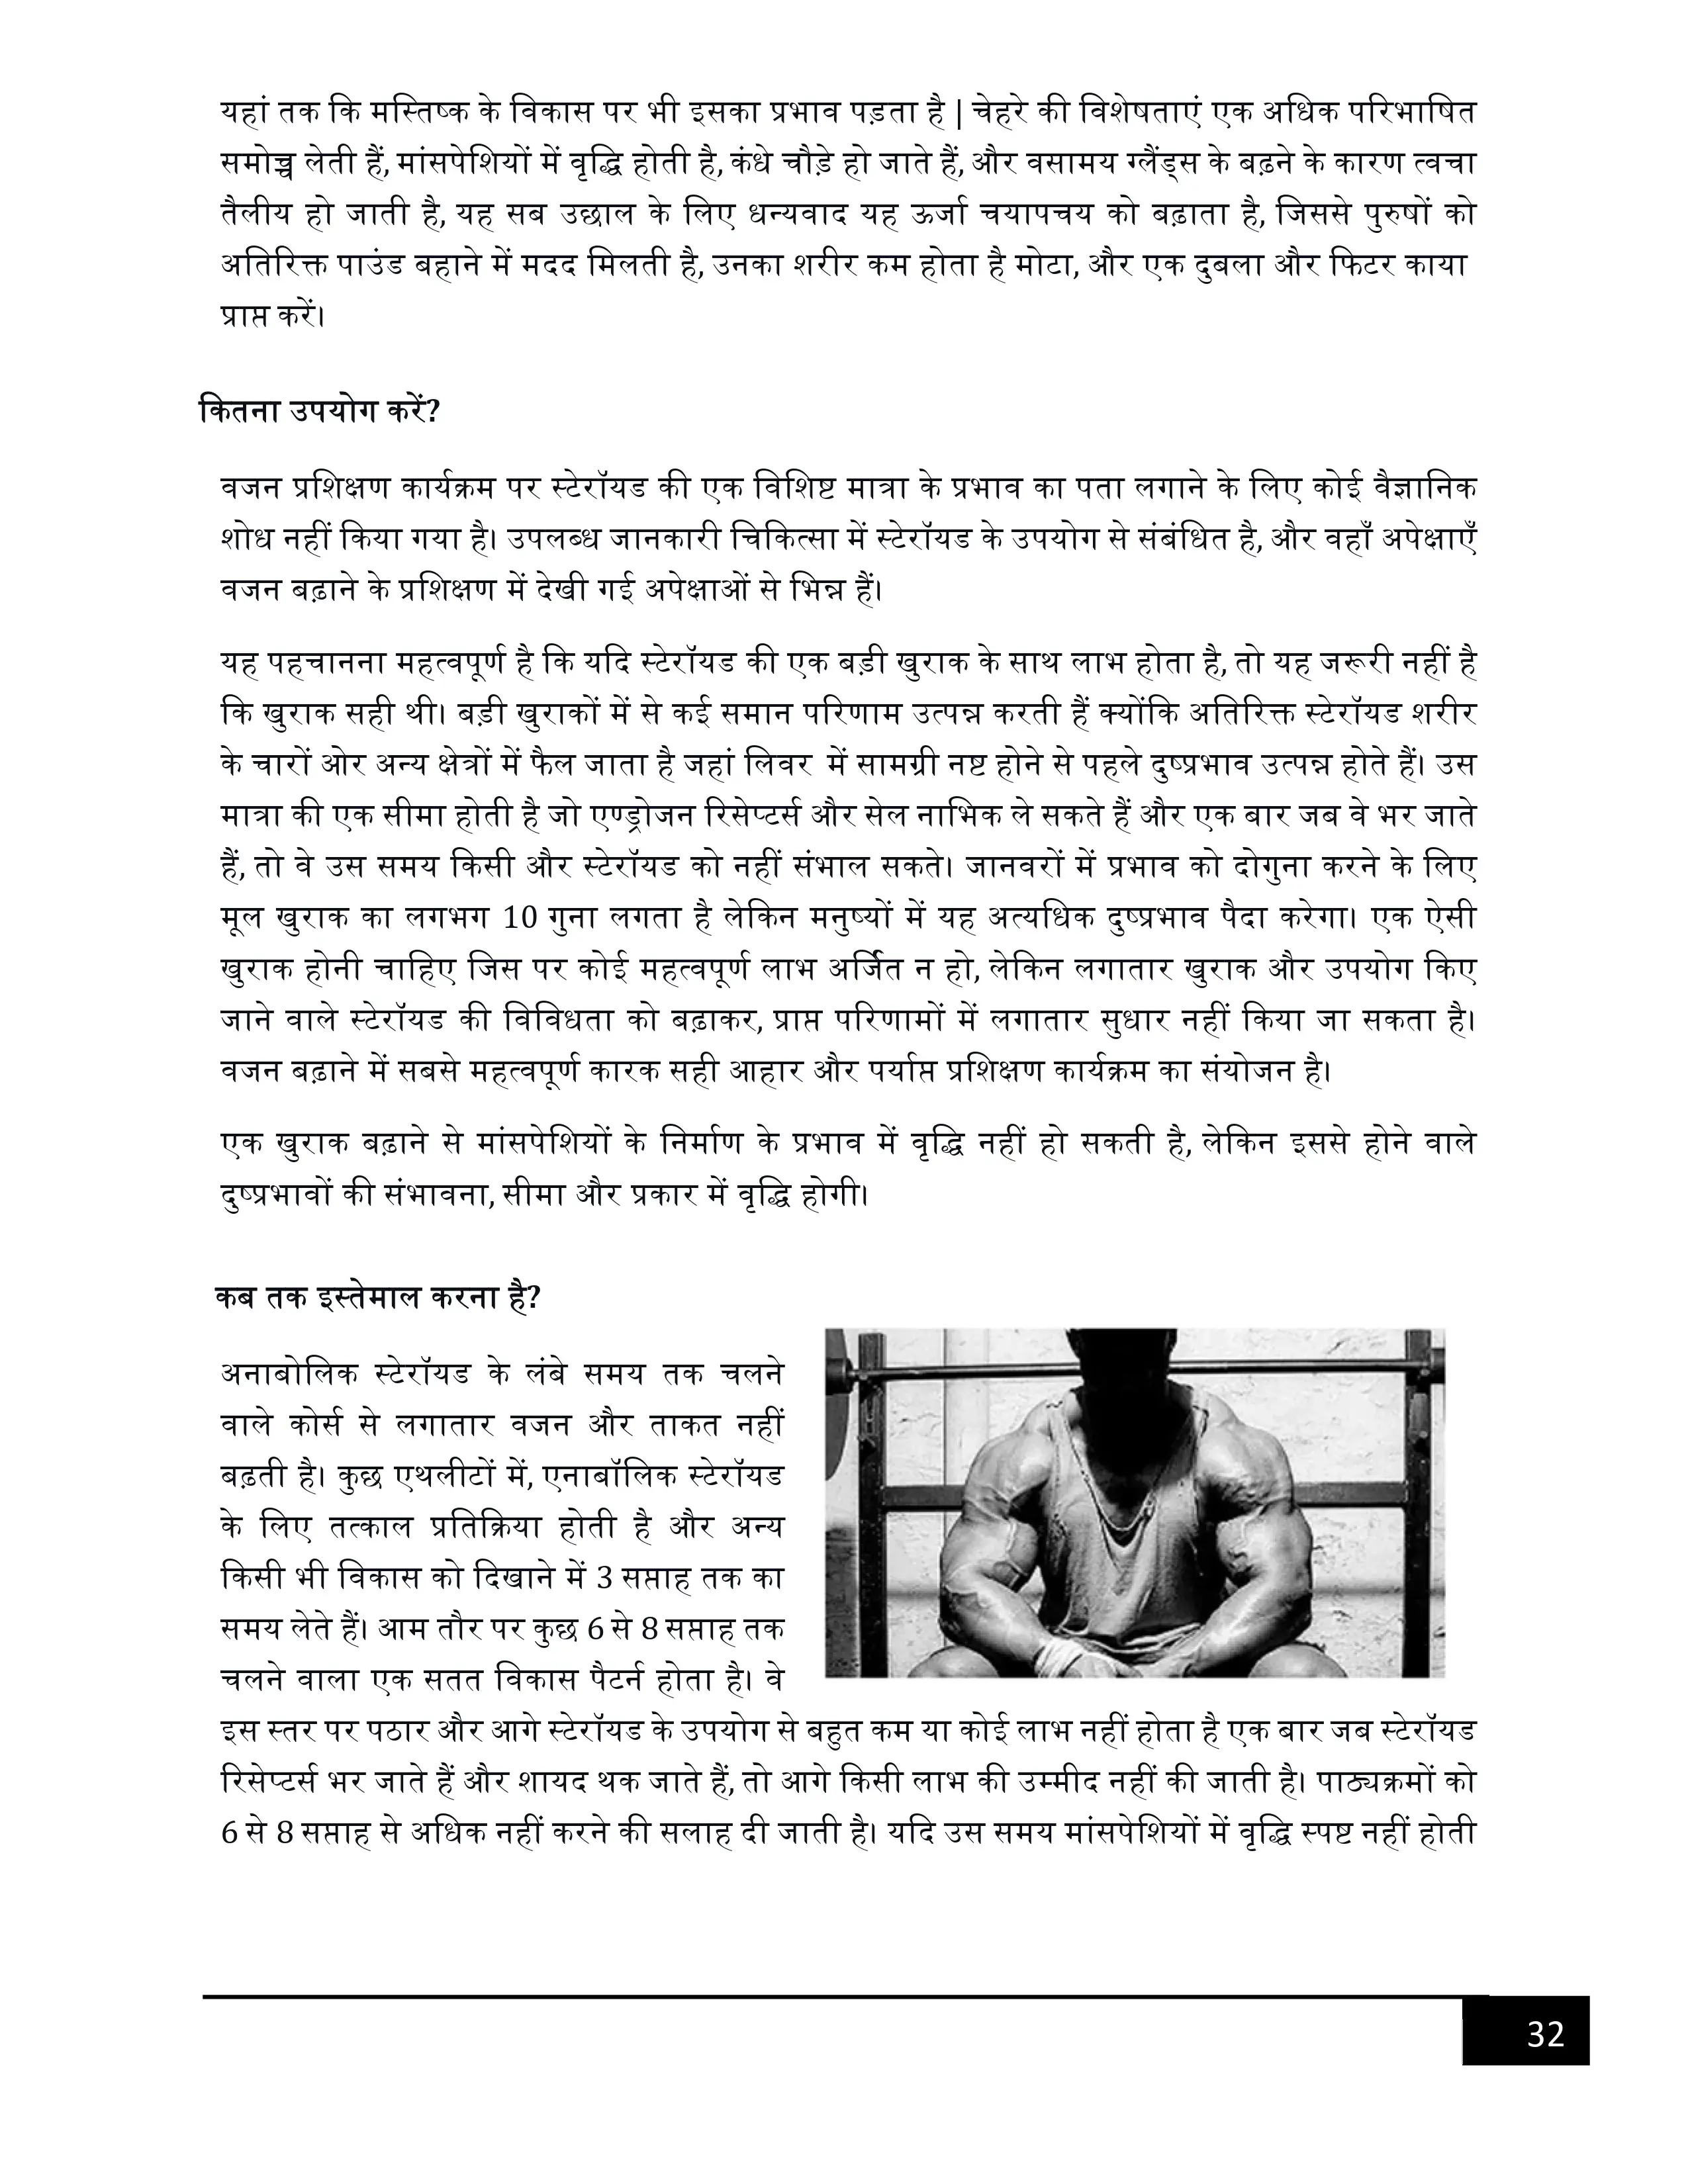 यहां तक कि मस्तिष्क के विकास पर भी इसका प्रभाव पड़ता है | चेहरे की विशेषताएं एक अधिक परिभाषित
समोच्च लेती हैं, मांसपेशियों में वृद्धि होती है, कंधे चौड़े हो जाते हैं, और वसामय ग्लैंड्स के बढ़ने के कारण त्वचा
तैलीय हो जाती है, यह सब उछाल के लिए धन्यवाद यह ऊर्जा चयापचय को बढ़ाता है, जिससे पुरुषों को
अतिरिक्त पाउंड बहाने में मदद मिलती है, उनका शरीर कम होता है मोटा, और एक दुबला और फिटर काया
प्राप्त करें।
कितना उपयोग करें?
वजन प्रशिक्षण कार्यक्रम पर स्टेरॉयड की एक विशिष्ट मात्रा के प्रभाव का पता लगाने के लिए कोई वैज्ञानिक
शोध नहीं किया गया है। उपलब्ध जानकारी चिकित्सा में स्टेरॉयड के उपयोग से संबंधित है, और वहाँ अपेक्षाएँ
वजन बढ़ाने के प्रशिक्षण में देखी गई अपेक्षाओं से भिन्न हैं।
यह पहचानना महत्वपूर्ण है कि यदि स्टेरॉयड की एक बड़ी खुराक के साथ लाभ होता है, तो यह जरूरी नहीं है
कि खुराक सही थी। बड़ी खुराकों में से कई समान परिणाम उत्पन्न करती हैं क्योंकि अतिरिक्त स्टेरॉयड शरीर
के चारों ओर अन्य क्षेत्रों में फैल जाता है जहां लिवर में सामग्री नष्ट होने से पहले दुष्प्रभाव उत्पन्न होते हैं। उस
मात्रा की एक सीमा होती है जो एण्ड्रोजन रिसेप्टर्स और सेल नाभिक ले सकते हैं और एक बार जब वे भर जाते
हैं, तो वे उस समय किसी और स्टेरॉयड को नहीं संभाल सकते। जानवरों में प्रभाव को दोगुना करने के लिए
मूल खुराक का लगभग 10 गुना लगता है लेकिन मनुष्यों में यह अत्यधिक दुष्प्रभाव पैदा करेगा। एक ऐसी
खुराक होनी चाहिए जिस पर कोई महत्वपूर्ण लाभ अर्जित न हो, लेकिन लगातार खुराक और उपयोग किए
जाने वाले स्टेरॉयड की विविधता को बढ़ाकर, प्राप्त परिणामों में लगातार सुधार नहीं किया जा सकता है।
वजन बढ़ाने में सबसे महत्वपूर्ण कारक सही आहार और पर्याप्त प्रशिक्षण कार्यक्रम का संयोजन है।
एक खुराक बढ़ाने से मांसपेशियों के निर्माण के प्रभाव में वृद्धि नहीं हो सकती है, लेकिन इससे होने वाले
दुष्प्रभावों की संभावना, सीमा और प्रकार में वृद्धि होगी।
कब तक इस्तेमाल करना है?
अनाबोलिक स्टेरॉयड के लंबे समय तक चलने
वाले कोर्स से लगातार वजन और ताकत नहीं
बढ़ती है। कुछ एथलीटों में, एनाबॉलिक स्टेरॉयड
के लिए तत्काल प्रतिक्रिया होती है और अन्य
किसी भी विकास को दिखाने में 3 सप्ताह तक का
समय लेते हैं। आम तौर पर कुछ 6 से 8 सप्ताह तक
चलने वाला एक सतत विकास पैटर्न होता है। वे
इस स्तर पर पठार और आगे स्टेरॉयड के उपयोग से बहुत कम या कोई लाभ नहीं होता है एक बार जब स्टेरॉयड
रिसेप्टर्स भर जाते हैं और शायद थक जाते हैं, तो आगे किसी लाभ की उम्मीद नहीं की जाती है। पाठ्यक्रमों को
6 से 8 सप्ताह से अधिक नहीं करने की सलाह दी जाती है। यदि उस समय मांसपेशियों में वृद्धि स्पष्ट नहीं होती
32